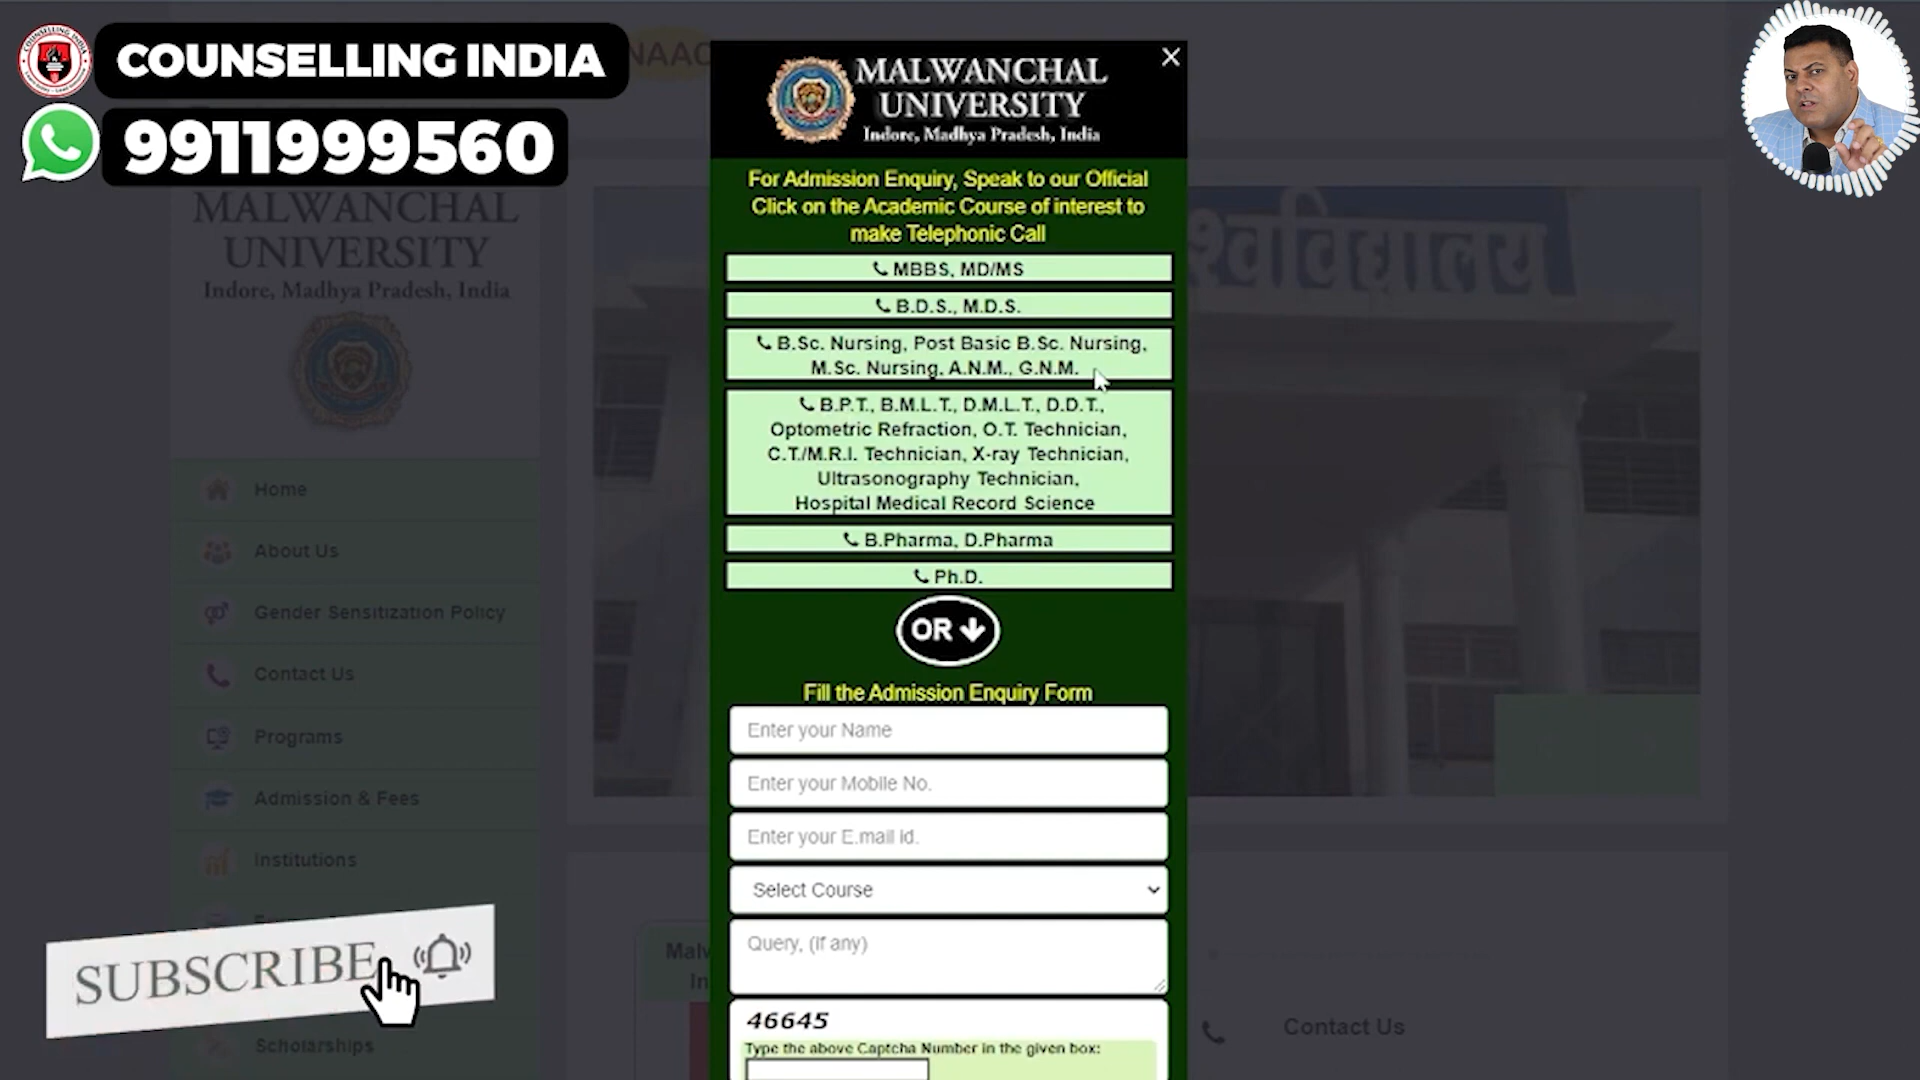 COUNSELLING INDIA
9911999560
NAAC
MALWANCHAL
UNIVERSITY
Indore, Madhya Pradesh, India
Home
About Us
Gender Sensitization Policy
Contact Us
Programs
Admission & Fees
Institutions
Scholarships
SUBSCRIBE
MALWANCHAL
UNIVERSITY
Indore, Madhya Pradesh, India
For Admission Enquiry, Speak to our Official
Click on the Academic Course of interest to
make Telephonic Call
MBBS, MD/MS
B.D.S., M.D.S.
B.Sc. Nursing, Post Basic B.Sc. Nursing,
M.Sc. Nursing, A.N.M., G.N.M.
B.P.T., B.M.L.T., D.M.L.T., D.D.T.,
Optometric Refraction, O.T. Technician,
C.T./M.R.I. Technician, X-ray Technician,
Ultrasonography Technician,
Hospital Medical Record Science
B.Pharma, D.Pharma
Ph.D.
OR
Fill the Admission Enquiry Form
Enter your Name
Enter your Mobile No.
Enter your E.mail id.
Select Course
Query, (if any)
46645
Type the above Captcha Number in the given box:
श्वविद्यालय
Malw
In
Contact Us